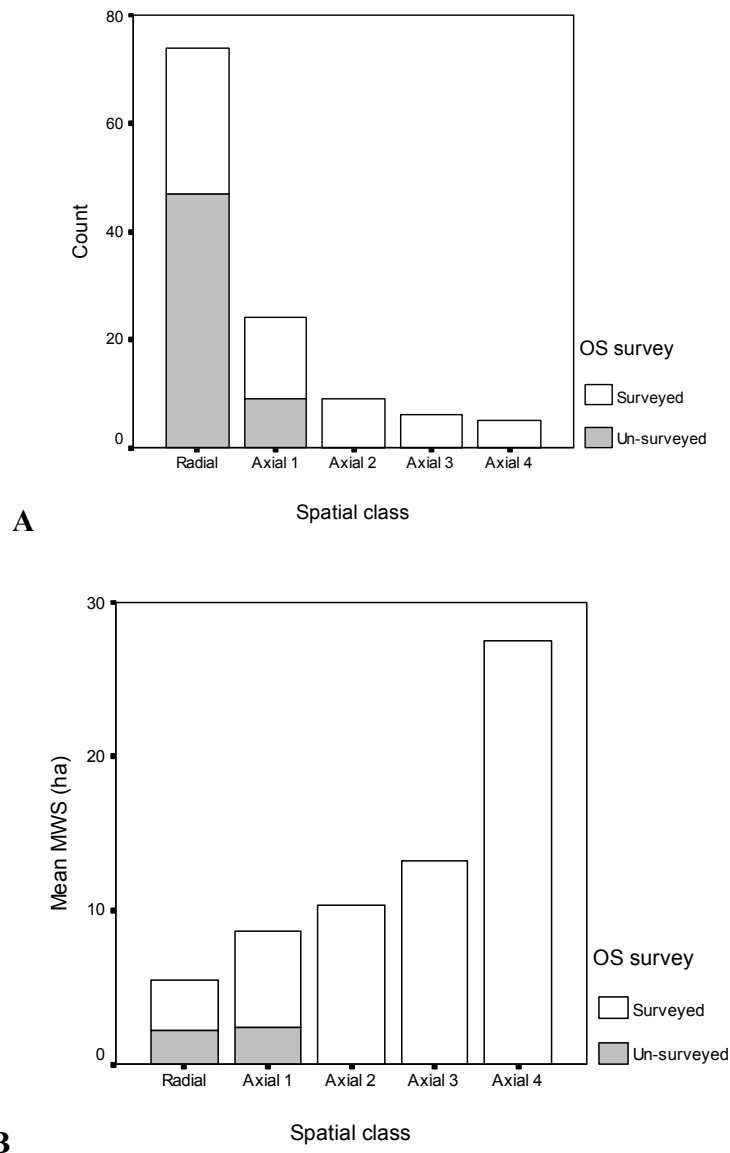 80
60
40
20
0
Count
Radial Axial 1 Axial 2 Axial 3 Axial 4
Spatial class
OS survey
Surveyed
Un-surveyed
A
30
20
10
0
Mean MWS (ha)
Radial Axial 1 Axial 2 Axial 3 Axial 4
Spatial class
OS survey
Surveyed
Un-surveyed
B